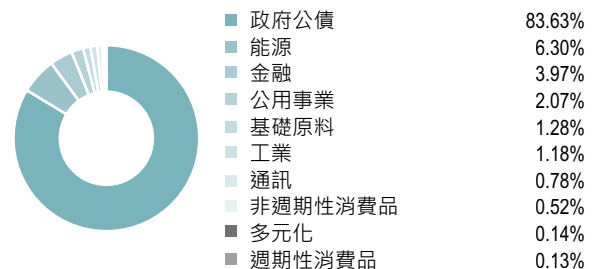 政府公債 83.63%
能源 6.30%
金融 3.97%
公用事業 2.07%
基礎原料 1.28%
工業 1.18%
通訊 0.78%
非週期性消費品 0.52%
多元化 0.14%
週期性消費品 0.13%